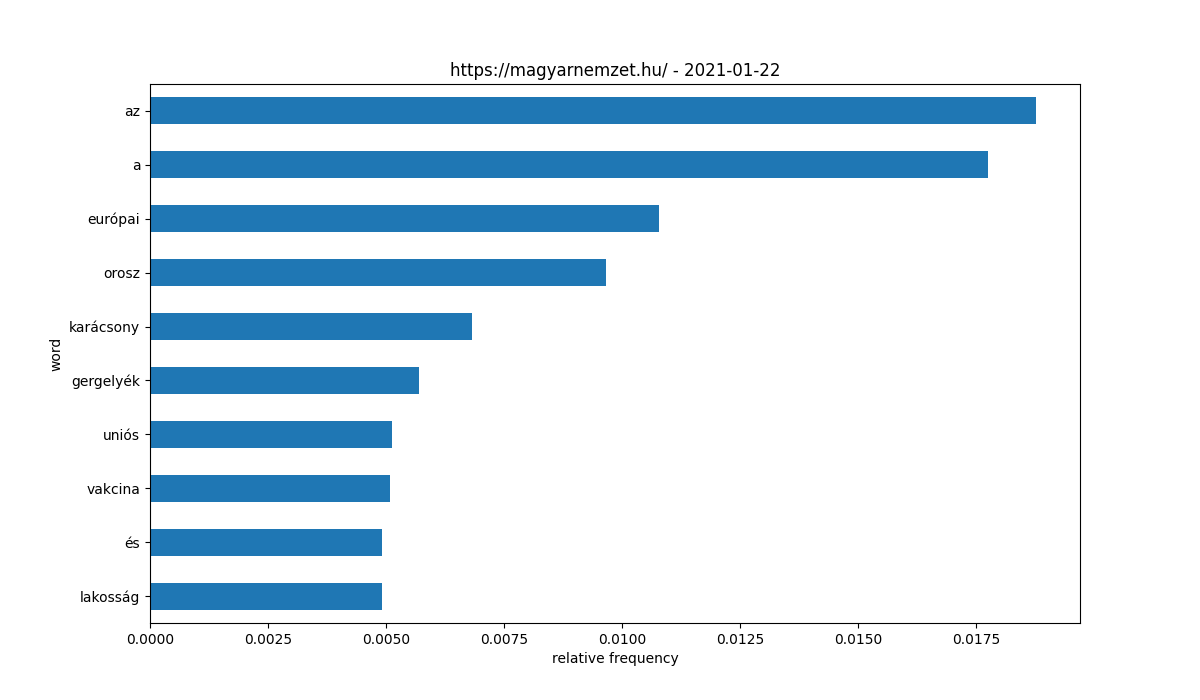 https://magyarnemzet.hu/ - 2021-01-22
az
a
európai
orosz
karácsony
gergelyék
uniós
vakcina
és
lakosság
word
0.0000 0.0025 0.0050 0.0075 0.0100 0.0125 0.0150 0.0175
relative frequency